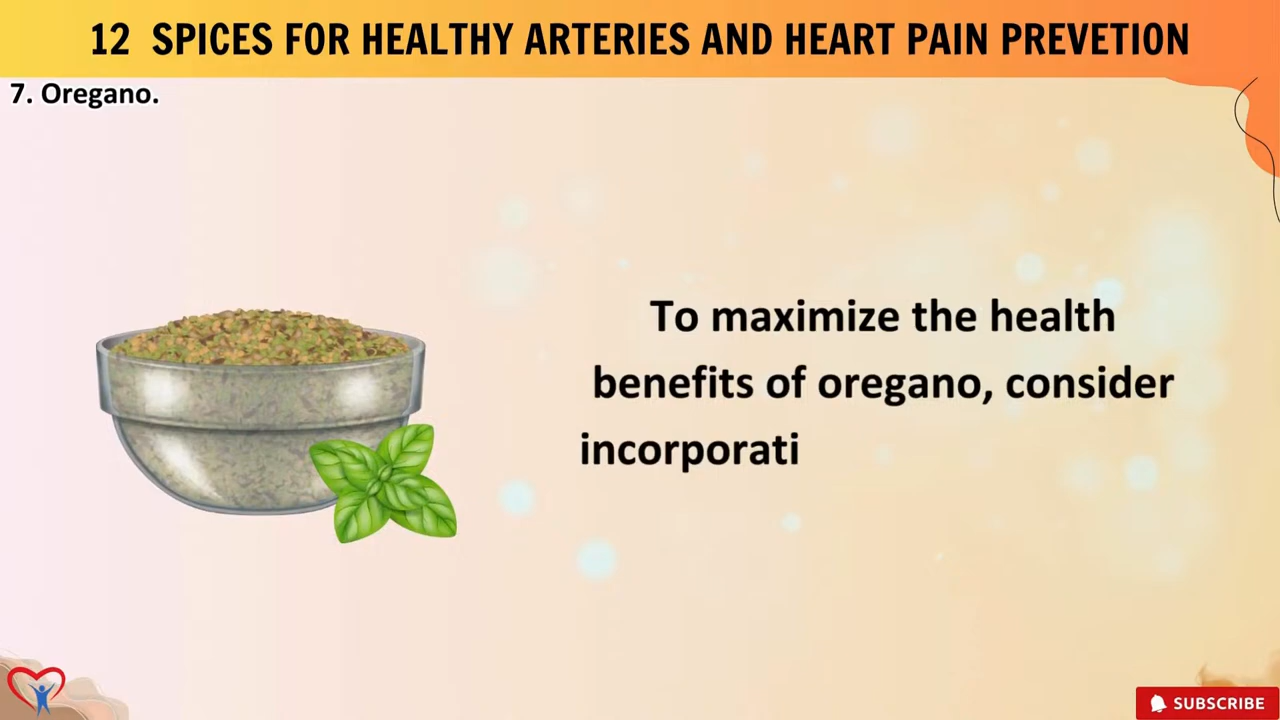 12 SPICES FOR HEALTHY ARTERIES AND HEART PAIN PREVETION
7. Oregano.
To maximize the health
benefits of oregano, consider
incorporati
SUBSCRIBE